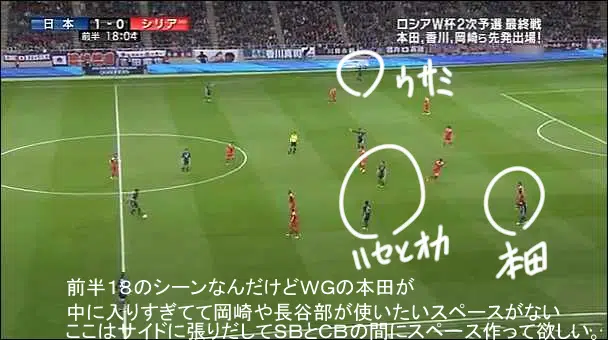 日本 1-0 シリア
前半 18:04
ロシアW杯2次予選 最終戦
本田、香川、岡崎ら先発出場!
ウサミ
ハセとオカ
本田
前半18のシーンなんだけどWGの本田が
中に入りすぎてて岡崎や長谷部が使いたいスペースがない
ここはサイドに張りだしてSBとCBの間にスペース作って欲しい。